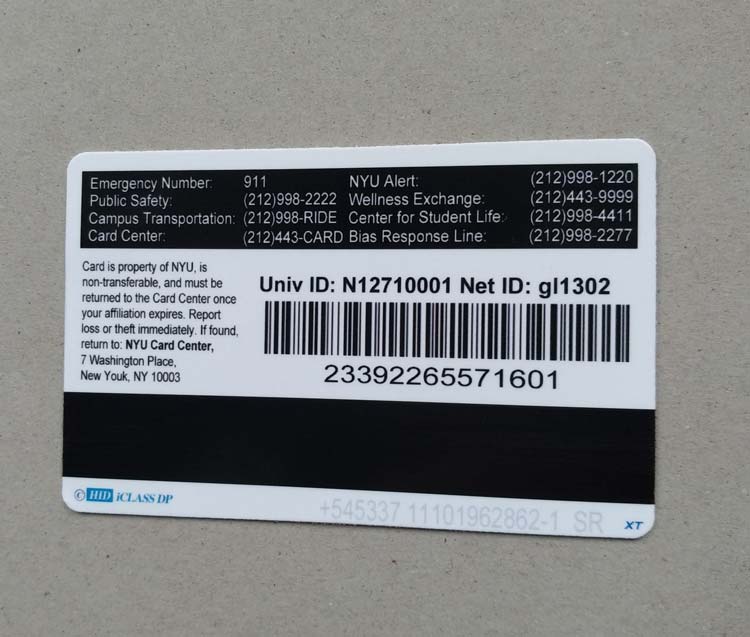 Emergency Number: 911 NYU Alert: (212)998-1220
Public Safety: (212)998-2222 Wellness Exchange: (212)443-9999
Campus Transportation: (212)998-RIDE Center for Student Life: (212)998-4411
Card Center: (212)443-CARD Bias Response Line: (212)998-2277
Card is property of NYU, is
non-transferable, and must be
returned to the Card Center once
your affiliation expires. Report
loss or theft immediately. If found,
return to: NYU Card Center,
7 Washington Place,
New Youk, NY 10003
Univ ID: N12710001 Net ID: gl1302
23392265571601
© HID iCLASS DP
+545337 11101962862-1 SR
XT